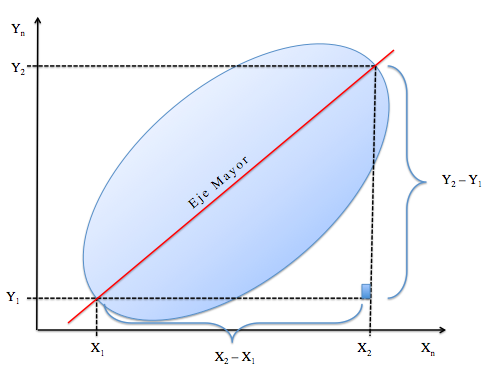 Yₙ
Y₂
Eje Mayor
Y₂ – Y₁
Y₁
X₁
X₂ – X₁
X₂
Xₙ